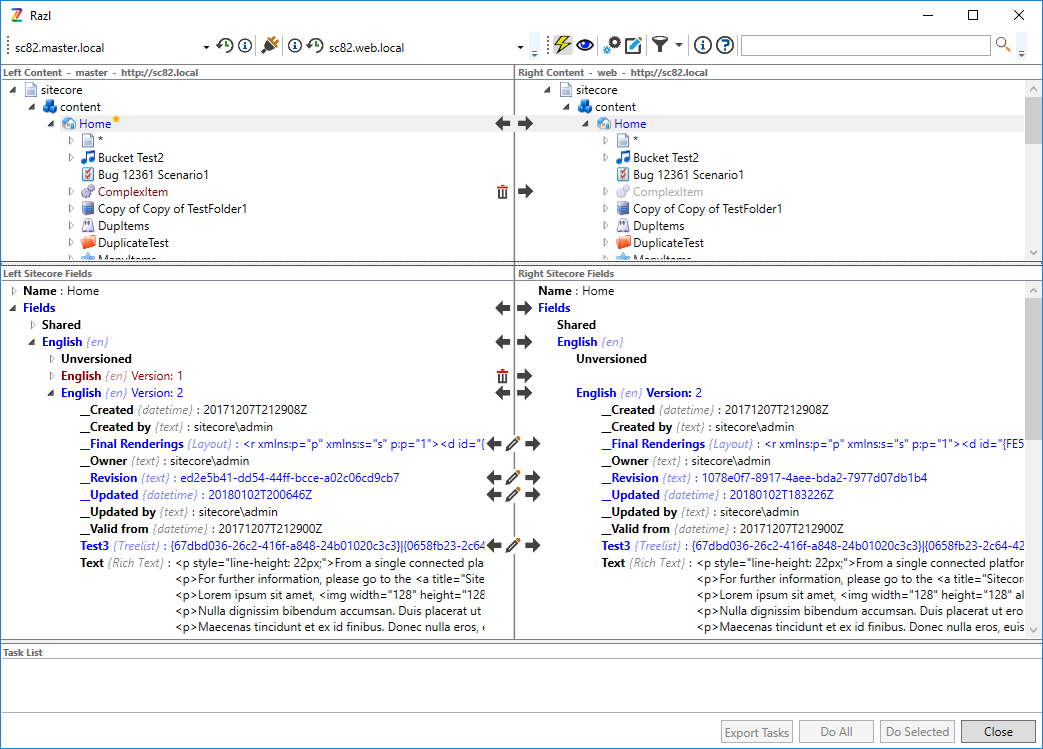 Razl
sc82.master.local
sc82.web.local
Left Content - master - http://sc82.local
Right Content - web - http://sc82.local
sitecore
sitecore
content
content
Home
Home
*
*
Bucket Test2
Bucket Test2
Bug 12361 Scenario1
Bug 12361 Scenario1
ComplexItem
ComplexItem
Copy of Copy of TestFolder1
Copy of Copy of TestFolder1
DupItems
DupItems
DuplicateTest
DuplicateTest
ManyItems
ManyItems
Left Sitecore Fields
Right Sitecore Fields
Name : Home
Name : Home
Fields
Fields
Shared
Shared
English {en}
English {en}
Unversioned
Unversioned
English {en} Version: 1
English {en} Version: 2
English {en} Version: 2
__Created {datetime} : 20171207T212908Z
__Created {datetime} : 20171207T212908Z
__Created by {text} : sitecore\admin
__Created by {text} : sitecore\admin
__Final Renderings {Layout} : <r xmlns:p="p" xmlns:s="s" p:p="1"><d id="{
__Final Renderings {Layout} : <r xmlns:p="p" xmlns:s="s" p:p="1"><d id="{FE5
__Owner {text} : sitecore\admin
__Owner {text} : sitecore\admin
__Revision {text} : ed2e5b41-dd54-44ff-bcce-a02c06cd9cb7
__Revision {text} : 1078e0f7-8917-4aee-bda2-7977d07db1b4
__Updated {datetime} : 20180102T200646Z
__Updated {datetime} : 20180102T183226Z
__Updated by {text} : sitecore\admin
__Updated by {text} : sitecore\admin
__Valid from {datetime} : 20171207T212900Z
__Valid from {datetime} : 20171207T212900Z
Test3 {Treelist} : {67dbd036-26c2-416f-a848-24b01020c3c3}|{0658fb23-2c64
Test3 {Treelist} : {67dbd036-26c2-416f-a848-24b01020c3c3}|{0658fb23-2c64-42
Text {Rich Text} : <p style="line-height: 22px;">From a single connected platfor
Text {Rich Text} : <p style="line-height: 22px;">From a single connected platfor
<p>For further information, please go to the <a title="Sitec
<p>For further information, please go to the <a title="Sitecor
<p>Lorem ipsum sit amet, <img width="128" height="128
<p>Lorem ipsum sit amet, <img width="128" height="128" al
<p>Nulla dignissim bibendum accumsan. Duis placerat ut
<p>Nulla dignissim bibendum accumsan. Duis placerat ut ero
<p>Maecenas tincidunt et ex id finibus. Donec nulla eros, e
<p>Maecenas tincidunt et ex id finibus. Donec nulla eros, euis
Task List
Export Tasks
Do All
Do Selected
Close